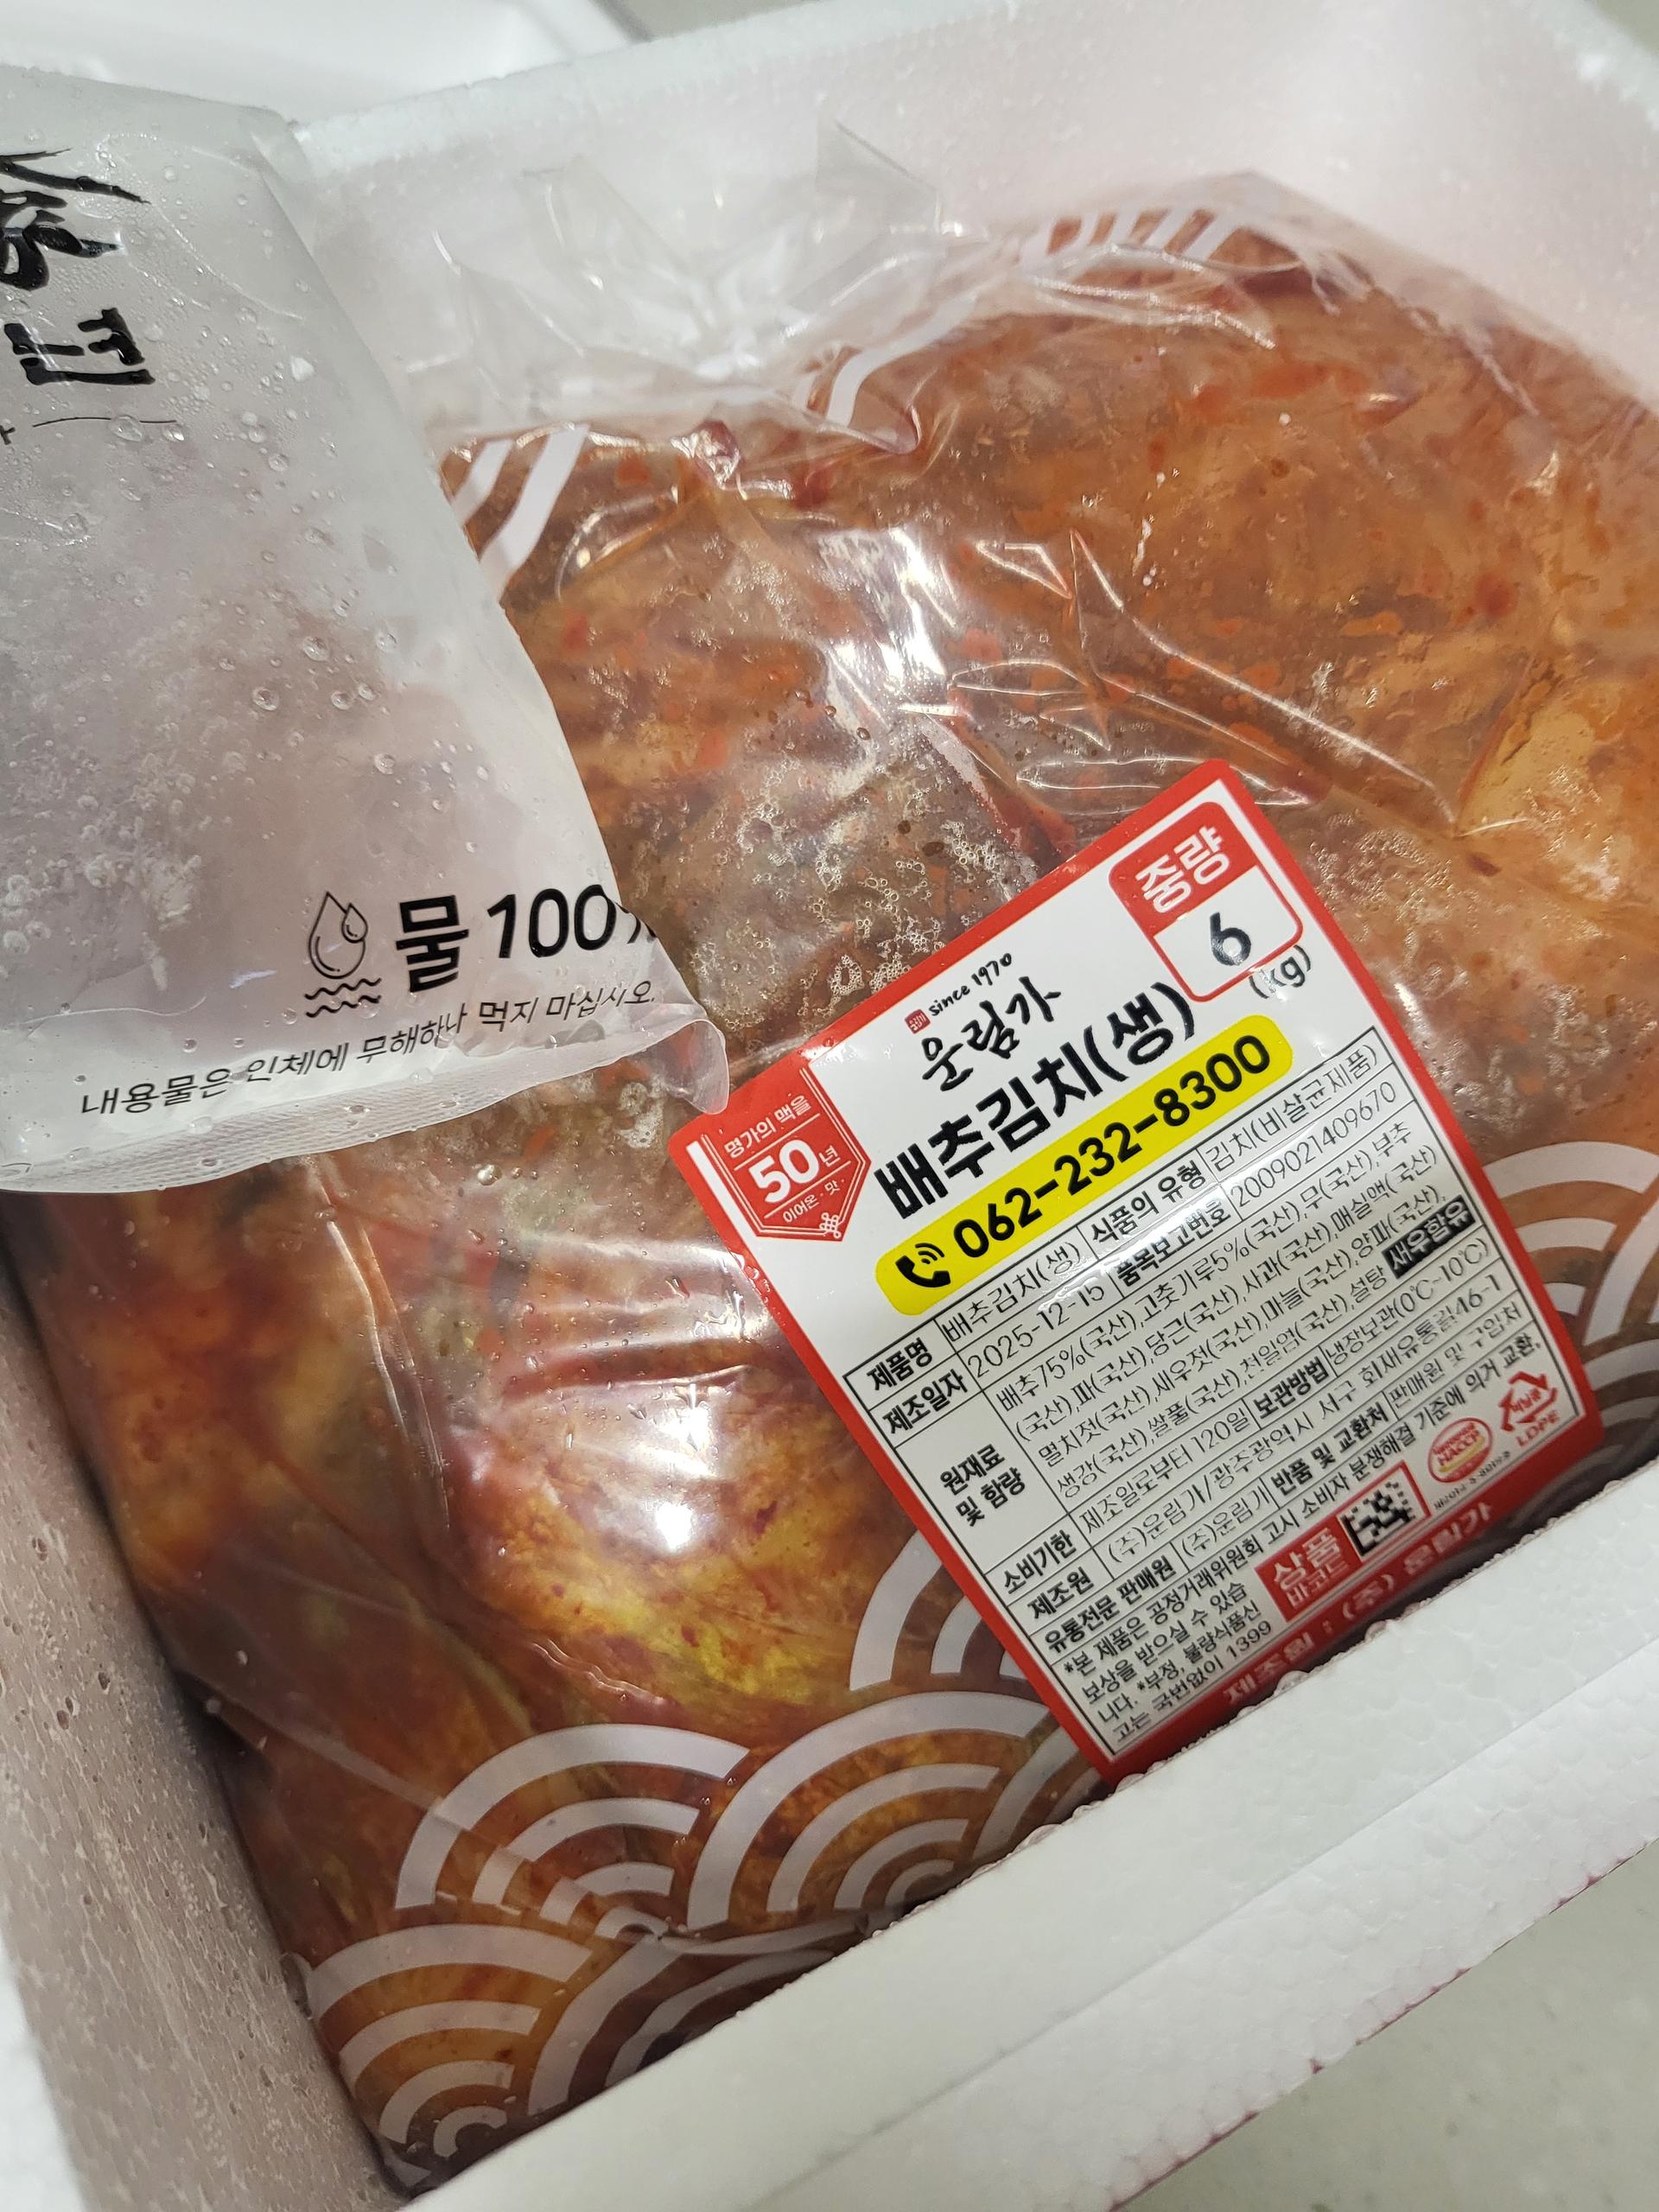 물 100%
내용물은 인체에 무해하나 먹지 마십시오.
중량
6
(kg)
since 1970
운림가
배추김치(생)
062-232-8300
명가의 맥을
50년
이어온·맛·
제품명 배추김치(생) 식품의 유형 김치(비살균제품)
제조일자 2025-12-15 품목보고번호 2009021409670
원재료 및 함량
배추75%(국산),고춧가루5%(국산),무(국산),부추
(국산),파(국산),당근(국산),사과(국산),매실액(국산)
멸치젓(국산),새우젓(국산),마늘(국산),양파(국산),
생강(국산),쌀풀(국산),천일염(국산),설탕 새우함유
소비기한 제조일로부터 120일 보관방법 냉장보관(0℃-10℃)
제조원 (주)운림가/광주광역시 서구 회재유통길46-1
유통전문 판매원 (주)운림가 반품 및 교환처 판매원 및 구입처
*본 제품은 공정거래위원회 고시 소비자 분쟁해결 기준에 의거 교환,
보상을 받으실 수 있습
니다. *부정, 불량식품신
고는 국번없이 1399
상품
바코드
HACCP
비닐류
LDPE
제조원 : (주) 운림가